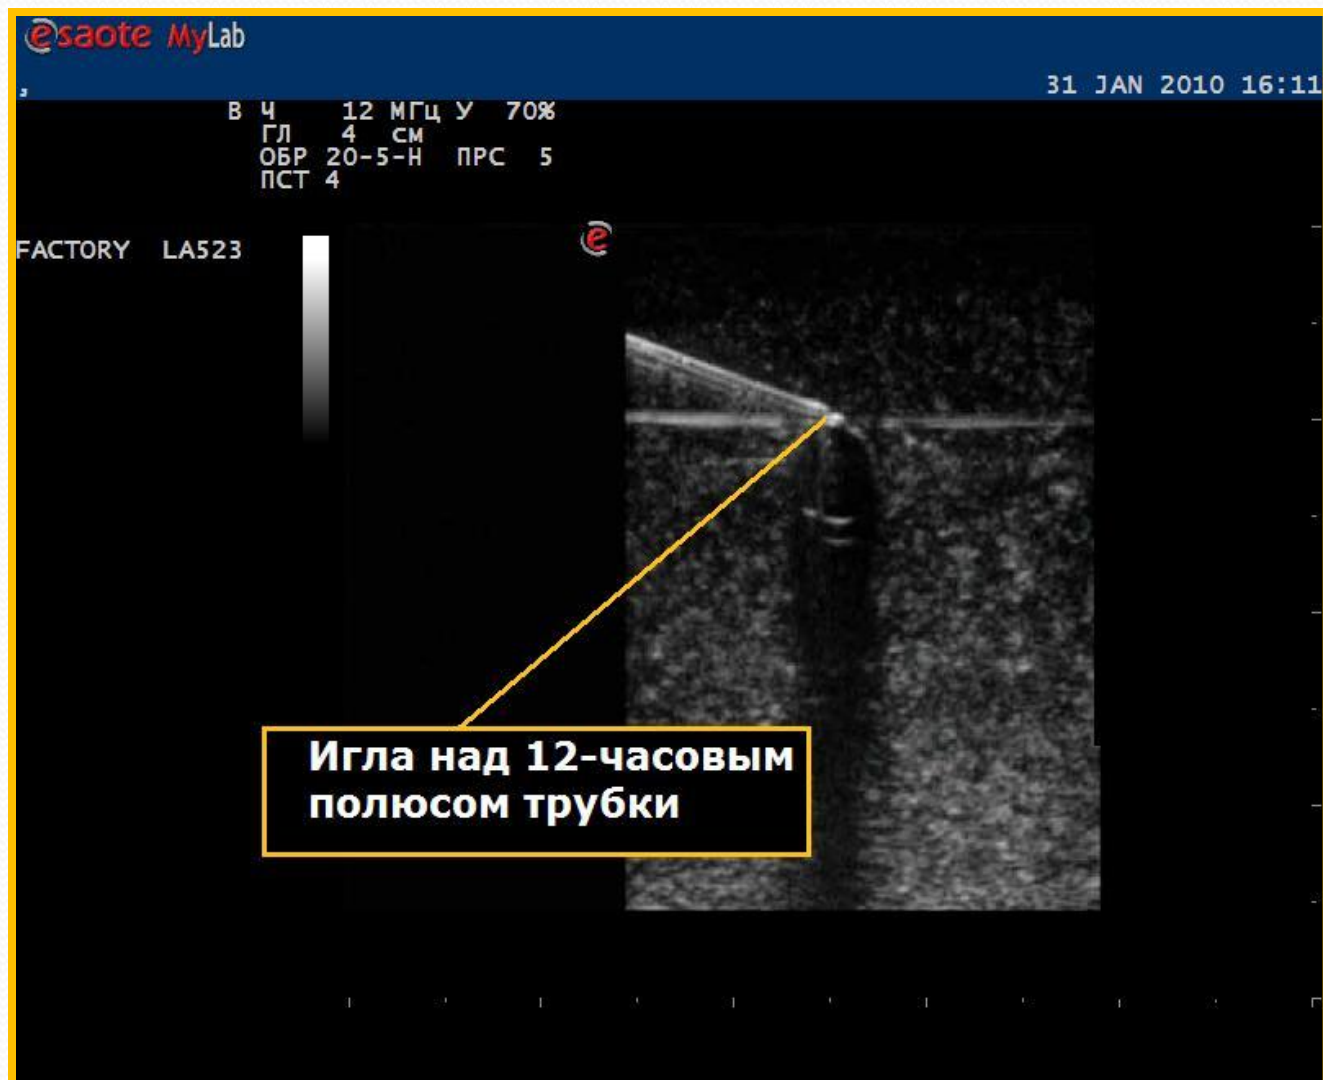 esaote MyLab
,
31 JAN 2010 16:11
В Ч 12 МГц У 70%
ГЛ 4 см
ОБР 20-5-Н ПРС 5
ПСТ 4
FACTORY LA523
e
Игла над 12-часовым
полюсом трубки